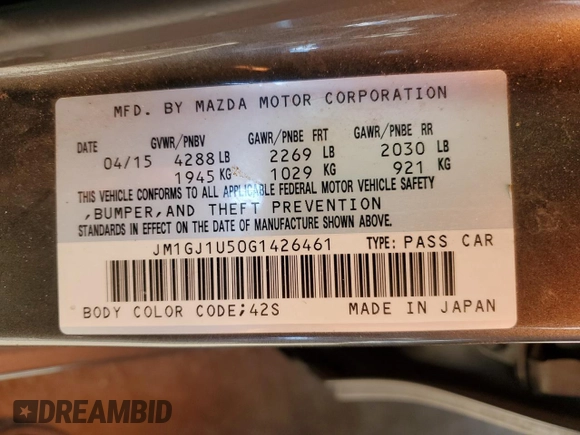 MFD. BY MAZDA MOTOR CORPORATION
DATE GVWR/PNBV GAWR/PNBE FRT GAWR/PNBE RR
04/15 4288 LB 2269 LB 2030 LB
1945 KG 1029 KG 921 KG
THIS VEHICLE CONFORMS TO ALL APPLICABLE FEDERAL MOTOR VEHICLE SAFETY
,BUMPER,AND THEFT PREVENTION
STANDARDS IN EFFECT ON THE DATE OF MANUFACTURE SHOWN ABOVE.
JM1GJ1U50G1426461 TYPE: PASS CAR
BODY COLOR CODE;42S MADE IN JAPAN
DREAMBID